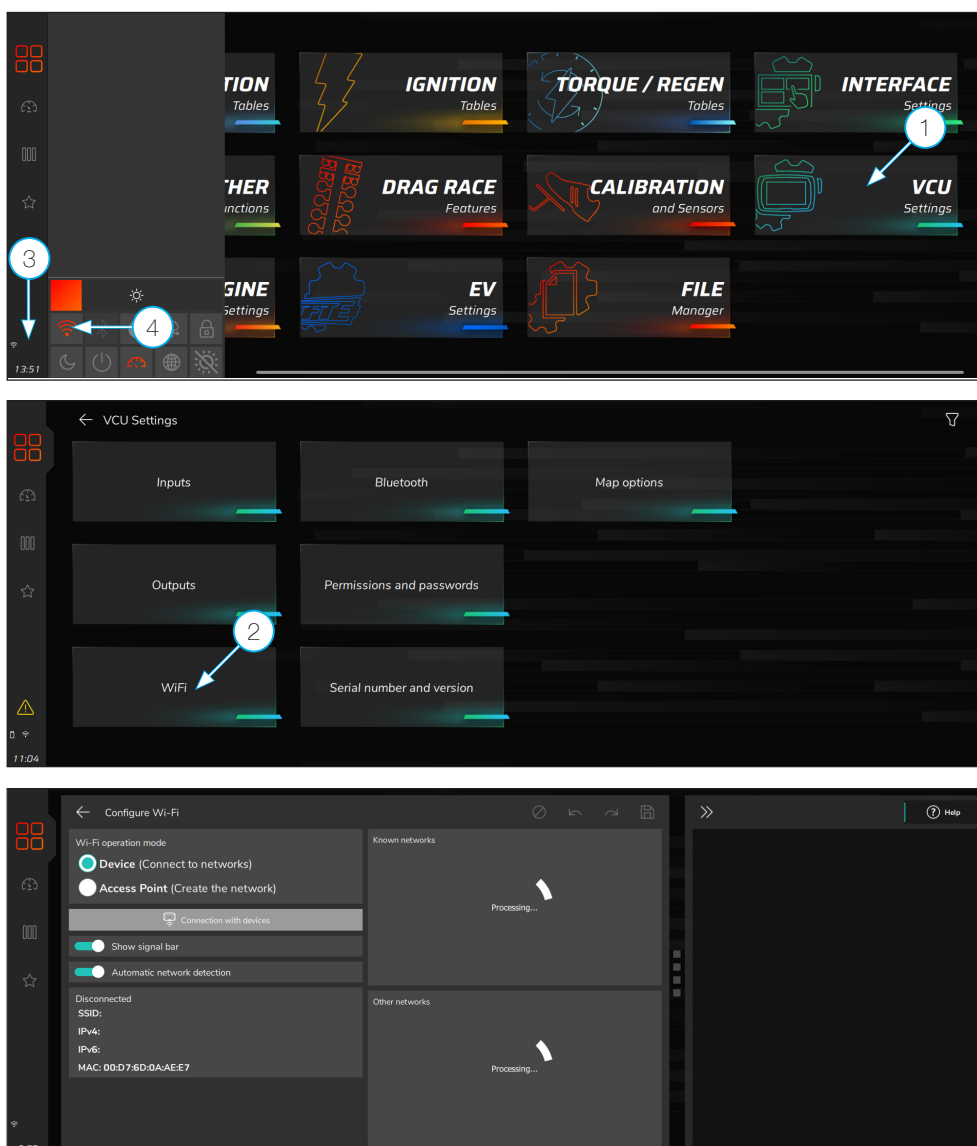 TION
Tables
IGNITION
Tables
TORQUE / REGEN
Tables
INTERFACE
Settings
1
THER
unctions
DRAG RACE
Features
CALIBRATION
and Sensors
VCU
Settings
3
GINE
Settings
EV
Settings
FILE
Manager
4
13:51
VCU Settings
Inputs
Bluetooth
Map options
Outputs
Permissions and passwords
2
WiFi
Serial number and version
11:04
Configure Wi-Fi
Help
Wi-Fi operation mode
Device (Connect to networks)
Access Point (Create the network)
Connection with devices
Show signal bar
Automatic network detection
Disconnected
SSID:
IPv4:
IPv6:
MAC: 00:D7:6D:0A:AE:E7
Known networks
Processing...
Other networks
Processing...